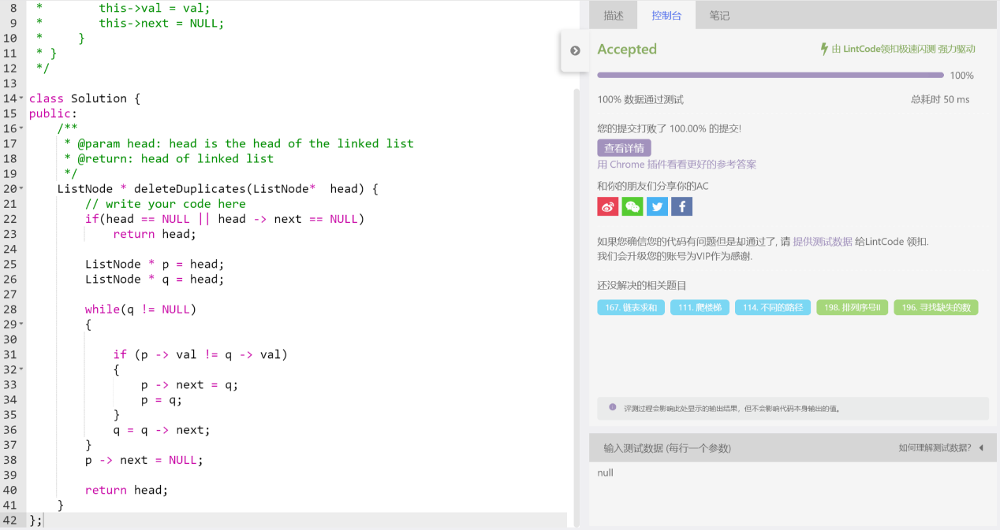 8 *        this->val = val;
9 *        this->next = NULL;
10 *     }
11 * }
12 */
13
14 class Solution {
15 public:
16     /**
17      * @param head: head is the head of the linked list
18      * @return: head of linked list
19      */
20     ListNode * deleteDuplicates(ListNode*  head) {
21         // write your code here
22         if(head == NULL || head -> next == NULL)
23             return head;
24
25         ListNode * p = head;
26         ListNode * q = head;
27
28         while(q != NULL)
29         {
30
31             if (p -> val != q -> val)
32             {
33                 p -> next = q;
34                 p = q;
35             }
36             q = q -> next;
37         }
38         p -> next = NULL;
39
40         return head;
41     }
42 };
描述 控制台 笔记
Accepted 由 LintCode领扣极速闪测 强力驱动
100%
100% 数据通过测试 总耗时 50 ms
您的提交打败了 100.00% 的提交!
查看详情
用 Chrome 插件看看更好的参考答案
和你的朋友们分享你的AC
如果您确信您的代码有问题但是却通过了, 请 提供测试数据 给LintCode 领扣.
我们会升级您的账号为VIP作为感谢.
还没解决的相关题目
167. 链表求和 111. 爬楼梯 114. 不同的路径 198. 排列序号II 196. 寻找缺失的数
评测过程会影响此处显示的输出结果，但不会影响代码本身输出的值。
输入测试数据 (每行一个参数) 如何理解测试数据?
null